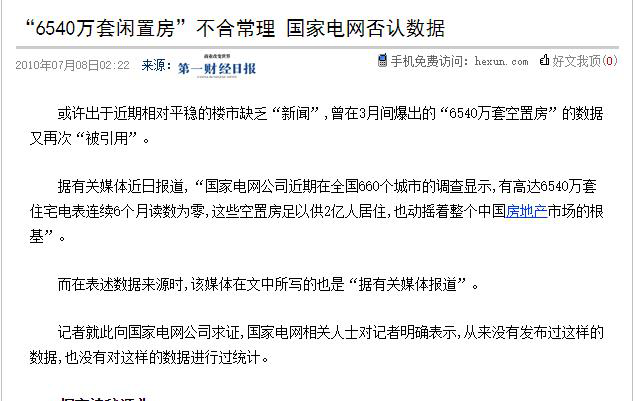 “6540万套闲置房”不合常理 国家电网否认数据
2010年07月08日02:22 来源: 商业改变世界 第一财经日报 手机免费访问: hexun.com 好文我顶(0)
或许出于近期相对平稳的楼市缺乏“新闻”,曾在3月间爆出的“6540万套空置房”的数据
又再次“被引用”。
据有关媒体近日报道,“国家电网公司近期在全国660个城市的调查显示,有高达6540万套
住宅电表连续6个月读数为零,这些空置房足以供2亿人居住,也动摇着整个中国房地产市场的根
基”。
而在表述数据来源时,该媒体在文中所写的也是“据有关媒体报道”。
记者就此向国家电网公司求证,国家电网相关人士对记者明确表示,从来没有发布过这样的
数据,也没有对这样的数据进行过统计。